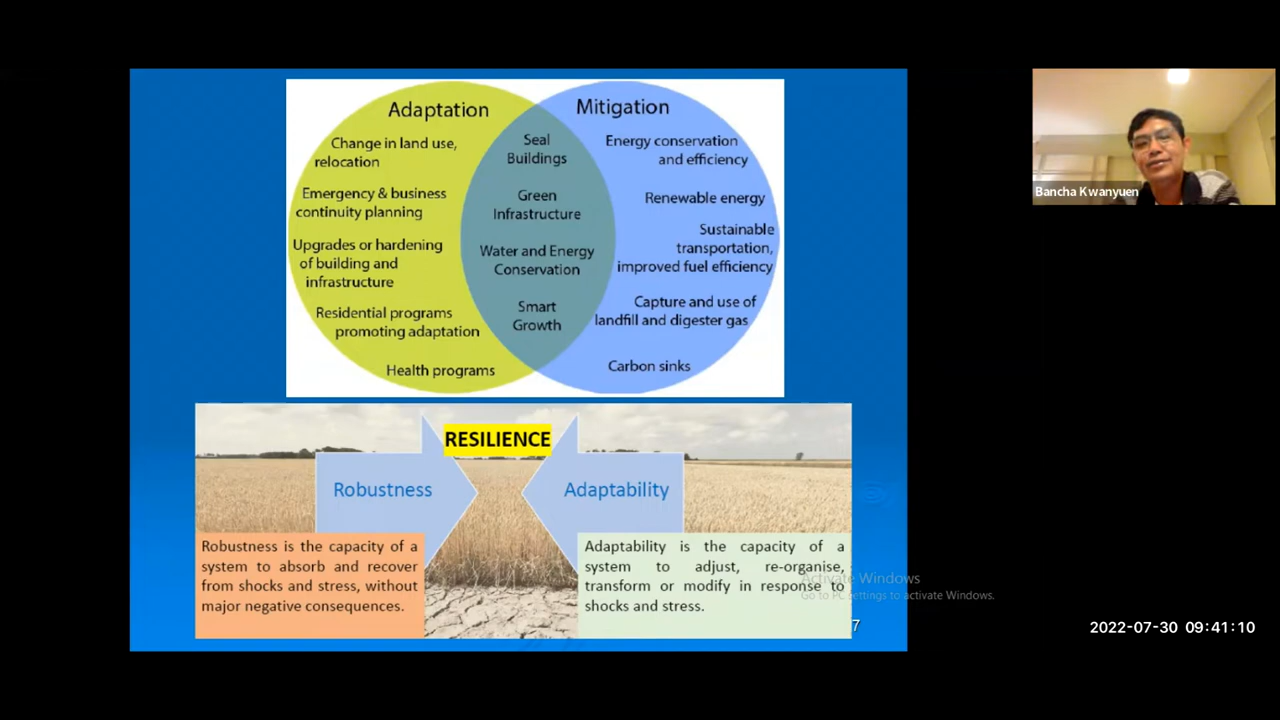 Adaptation
Change in land use,
relocation
Emergency & business
continuity planning
Upgrades or hardening
of building and
infrastructure
Residential programs
promoting adaptation
Health programs
Seal
Buildings
Green
Infrastructure
Water and Energy
Conservation
Smart
Growth
Mitigation
Energy conservation
and efficiency
Renewable energy
Sustainable
transportation,
improved fuel efficiency
Capture and use of
landfill and digester gas
Carbon sinks
RESILIENCE
Robustness
Adaptability
Robustness is the capacity of a
system to absorb and recover
from shocks and stress, without
major negative consequences.
Adaptability is the capacity of a
system to adjust, re-organise,
transform or modify in response to
shocks and stress.
7
Bancha Kwanyuen
Activate Windows
Go to PC settings to activate Windows.
2022-07-30 09:41:10